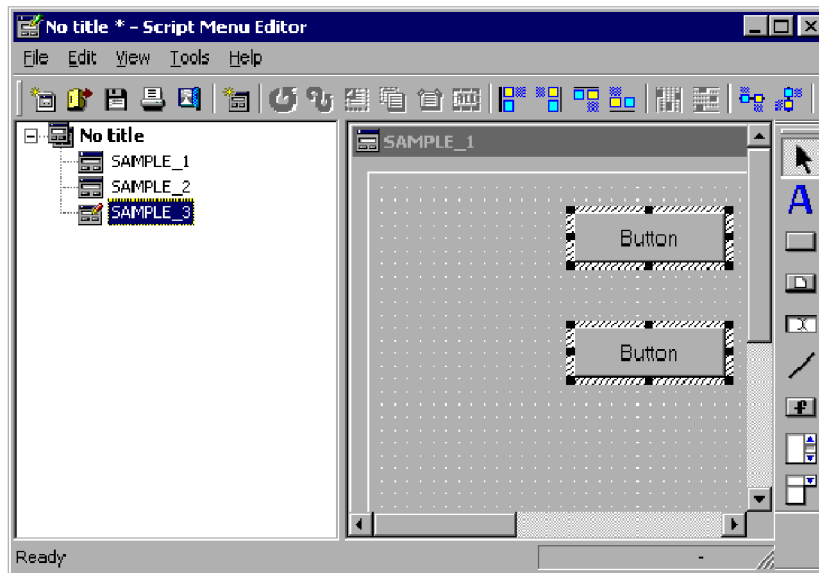 No title * - Script Menu Editor
File Edit View Tools Help
No title
SAMPLE_1
SAMPLE_2
SAMPLE_3
SAMPLE_1
Button
Button
A
Ready
-